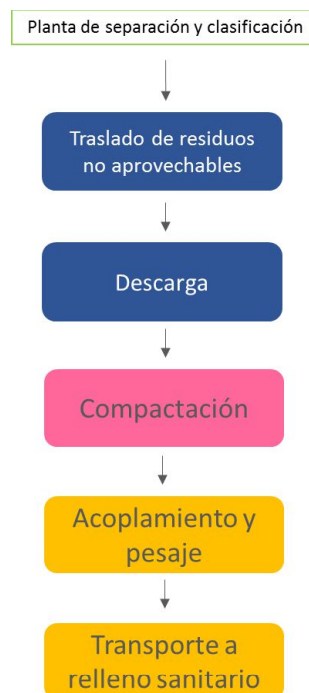 Planta de separación y clasificación
Traslado de residuos
no aprovechables
Descarga
Compactación
Acoplamiento y
pesaje
Transporte a
relleno sanitario